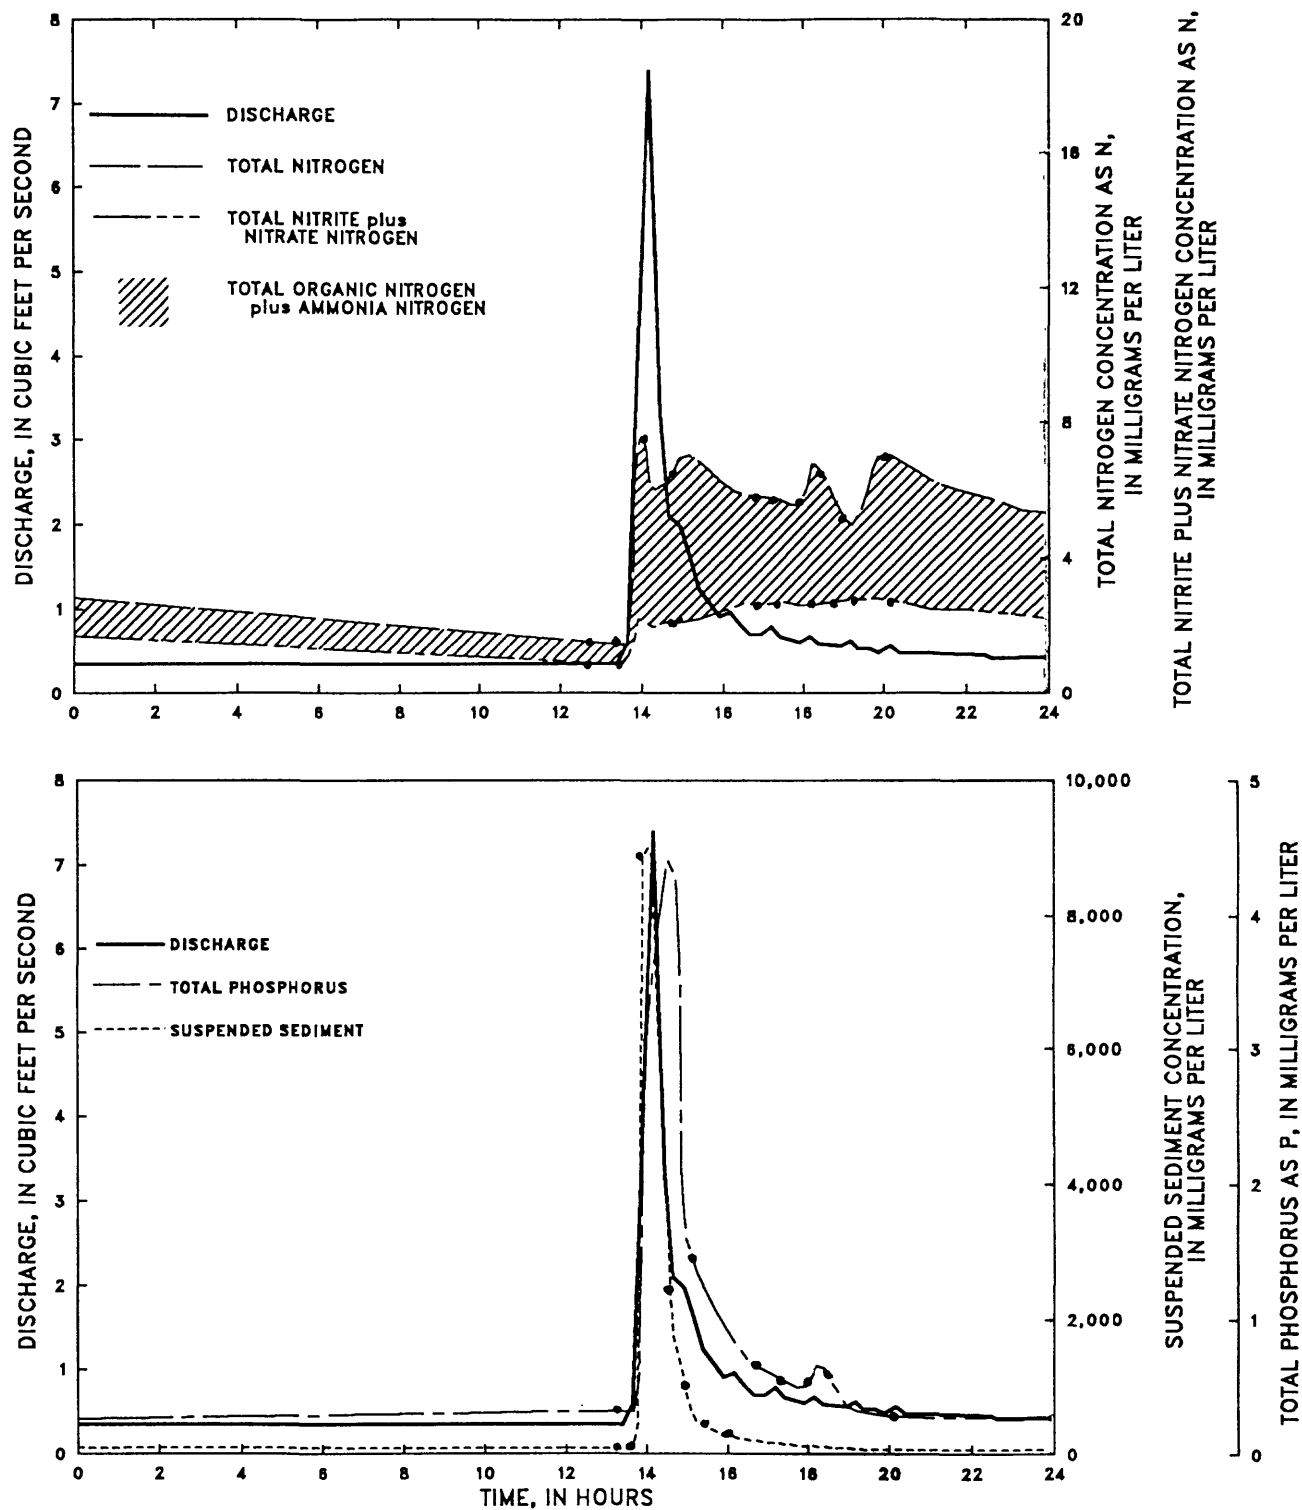 8
7
6
5
4
3
2
1
0
DISCHARGE, IN CUBIC FEET PER SECOND
DISCHARGE
TOTAL NITROGEN
TOTAL NITRITE plus
NITRATE NITROGEN
TOTAL ORGANIC NITROGEN
plus AMMONIA NITROGEN
20
16
12
8
4
0
TOTAL NITROGEN CONCENTRATION AS N,
IN MILLIGRAMS PER LITER
TOTAL NITRITE PLUS NITRATE NITROGEN CONCENTRATION AS N,
IN MILLIGRAMS PER LITER
0 2 4 6 8 10 12 14 16 18 20 22 24
8
7
6
5
4
3
2
1
0
DISCHARGE, IN CUBIC FEET PER SECOND
DISCHARGE
TOTAL PHOSPHORUS
SUSPENDED SEDIMENT
10,000
8,000
6,000
4,000
2,000
0
SUSPENDED SEDIMENT CONCENTRATION,
IN MILLIGRAMS PER LITER
5
4
3
2
1
0
TOTAL PHOSPHORUS AS P, IN MILLIGRAMS PER LITER
0 2 4 6 8 10 12 14 16 18 20 22 24
TIME, IN HOURS